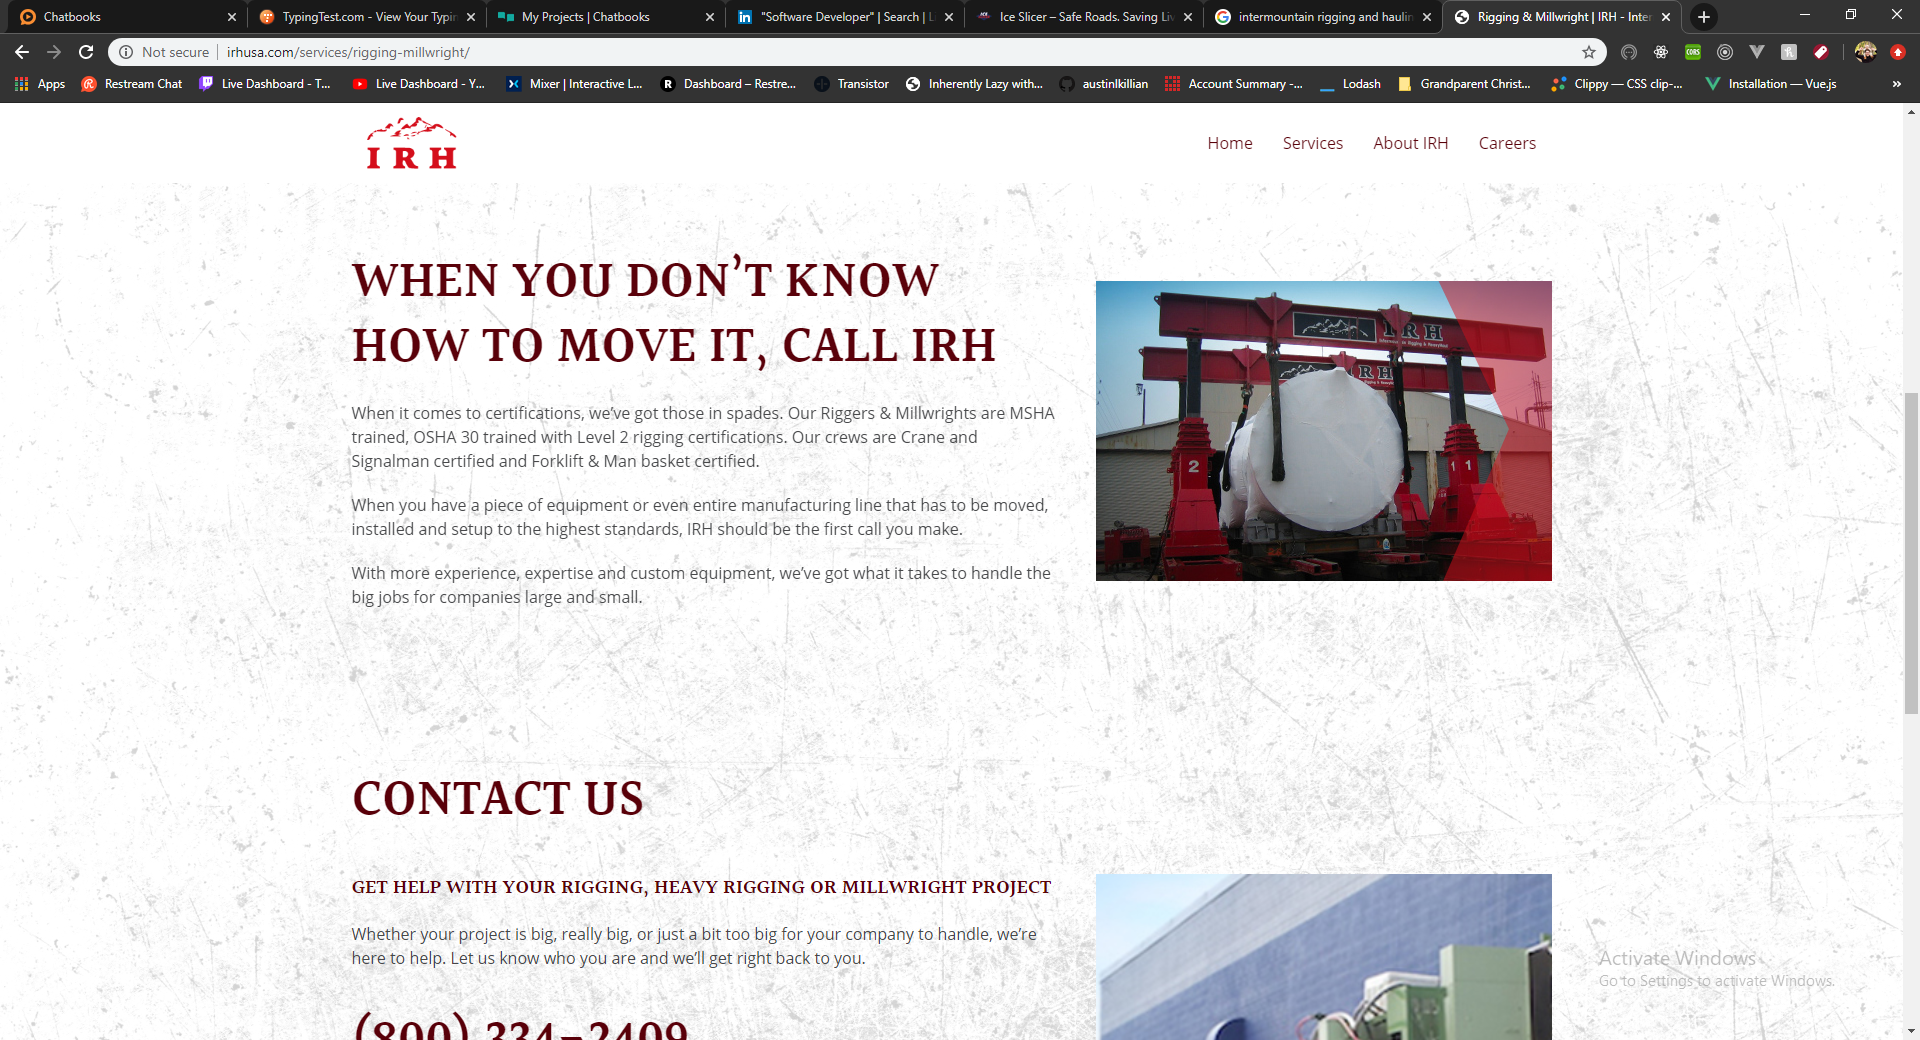 Chatbooks
TypingTest.com - View Your Typin
My Projects | Chatbooks
"Software Developer" | Search | L
Ice Slicer – Safe Roads. Saving Liv
intermountain rigging and haulin
Rigging & Millwright | IRH - Inter
Not secure
irhusa.com/services/rigging-millwright/
Apps
Restream Chat
Live Dashboard - T...
Live Dashboard - Y...
Mixer | Interactive L...
Dashboard – Restre...
Transistor
Inherently Lazy with...
austinlkillian
Account Summary -...
Lodash
Grandparent Christ...
Clippy — CSS clip-...
Installation — Vue.js
»
IRH
Home
Services
About IRH
Careers
WHEN YOU DON’T KNOW
HOW TO MOVE IT, CALL IRH
When it comes to certifications, we’ve got those in spades. Our Riggers & Millwrights are MSHA
trained, OSHA 30 trained with Level 2 rigging certifications. Our crews are Crane and
Signalman certified and Forklift & Man basket certified.
When you have a piece of equipment or even entire manufacturing line that has to be moved,
installed and setup to the highest standards, IRH should be the first call you make.
With more experience, expertise and custom equipment, we’ve got what it takes to handle the
big jobs for companies large and small.
IRH
IRH
2
1
1
CONTACT US
GET HELP WITH YOUR RIGGING, HEAVY RIGGING OR MILLWRIGHT PROJECT
Whether your project is big, really big, or just a bit too big for your company to handle, we’re
here to help. Let us know who you are and we’ll get right back to you.
(800) 334-2409
Activate Windows
Go to Settings to activate Windows.